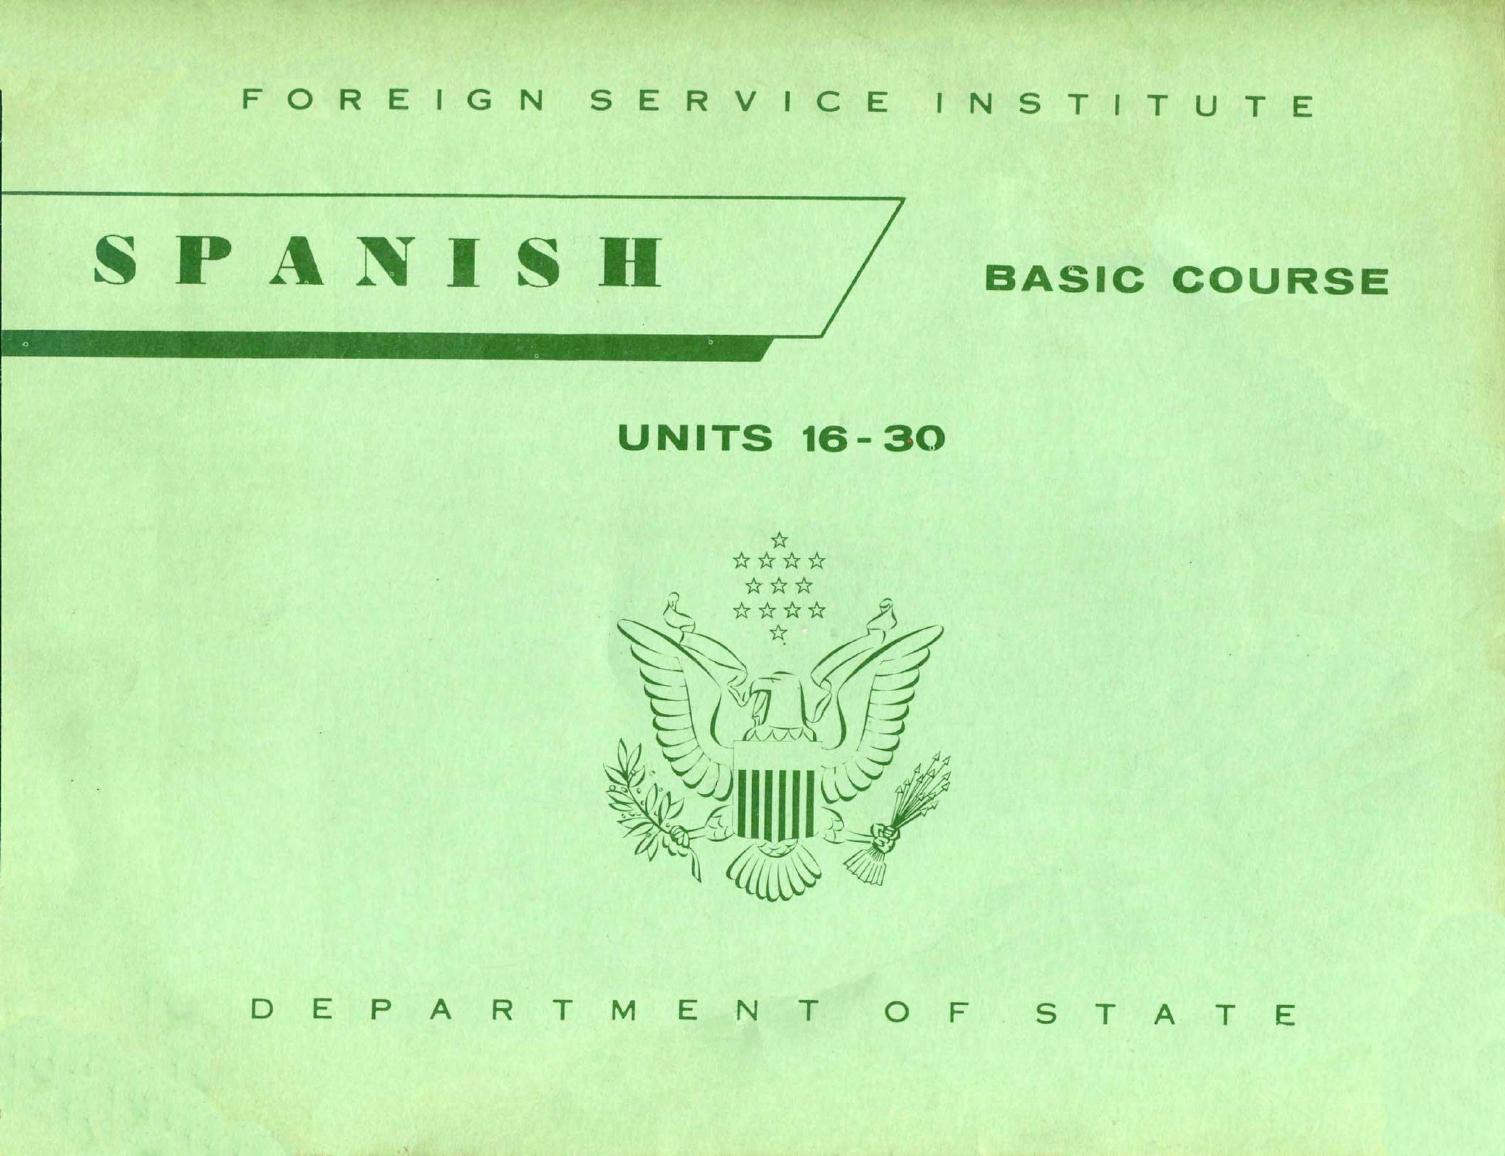 FOREIGN SERVICE INSTITUTE
SPANISH
BASIC COURSE
UNITS 16-30
DEPARTMENT OF STATE